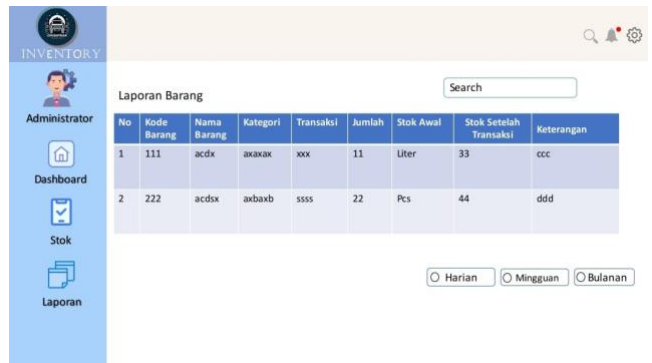 INVENTORY
Administrator
Dashboard
Stok
Laporan
Laporan Barang
Search
No Kode Barang Nama Barang Kategori Transaksi Jumlah Stok Awal Stok Setelah Transaksi Keterangan
1 111 acdx axaxax xxx 11 Liter 33 ccc
2 222 acdsx axbaxb ssss 22 Pcs 44 ddd
Harian Mingguan Bulanan